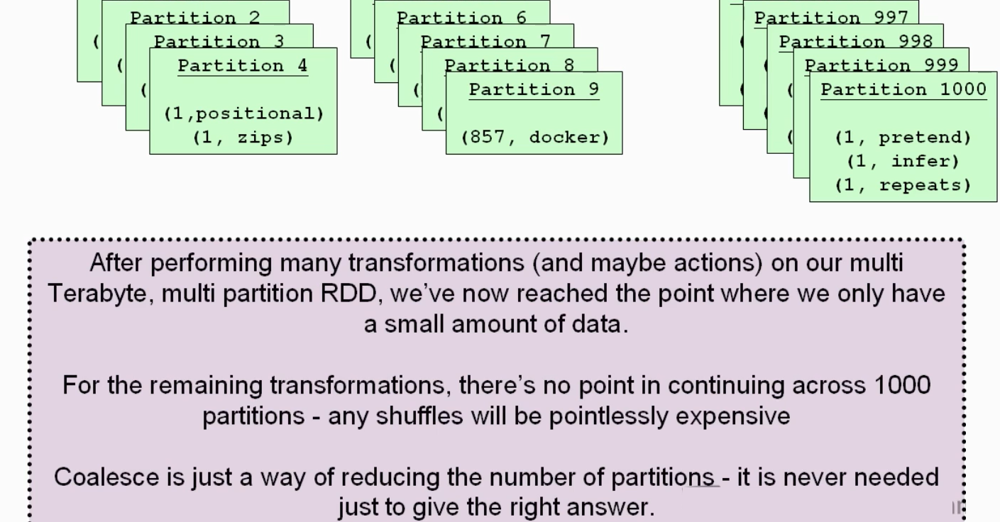 Partition 2
Partition 3
Partition 4
(1,positional)
(1, zips)
Partition 6
Partition 7
Partition 8
Partition 9
(857, docker)
Partition 997
Partition 998
Partition 999
Partition 1000
(1, pretend)
(1, infer)
(1, repeats)
After performing many transformations (and maybe actions) on our multi
Terabyte, multi partition RDD, we've now reached the point where we only have
a small amount of data.
For the remaining transformations, there's no point in continuing across 1000
partitions - any shuffles will be pointlessly expensive
Coalesce is just a way of reducing the number of partitions - it is never needed
just to give the right answer.